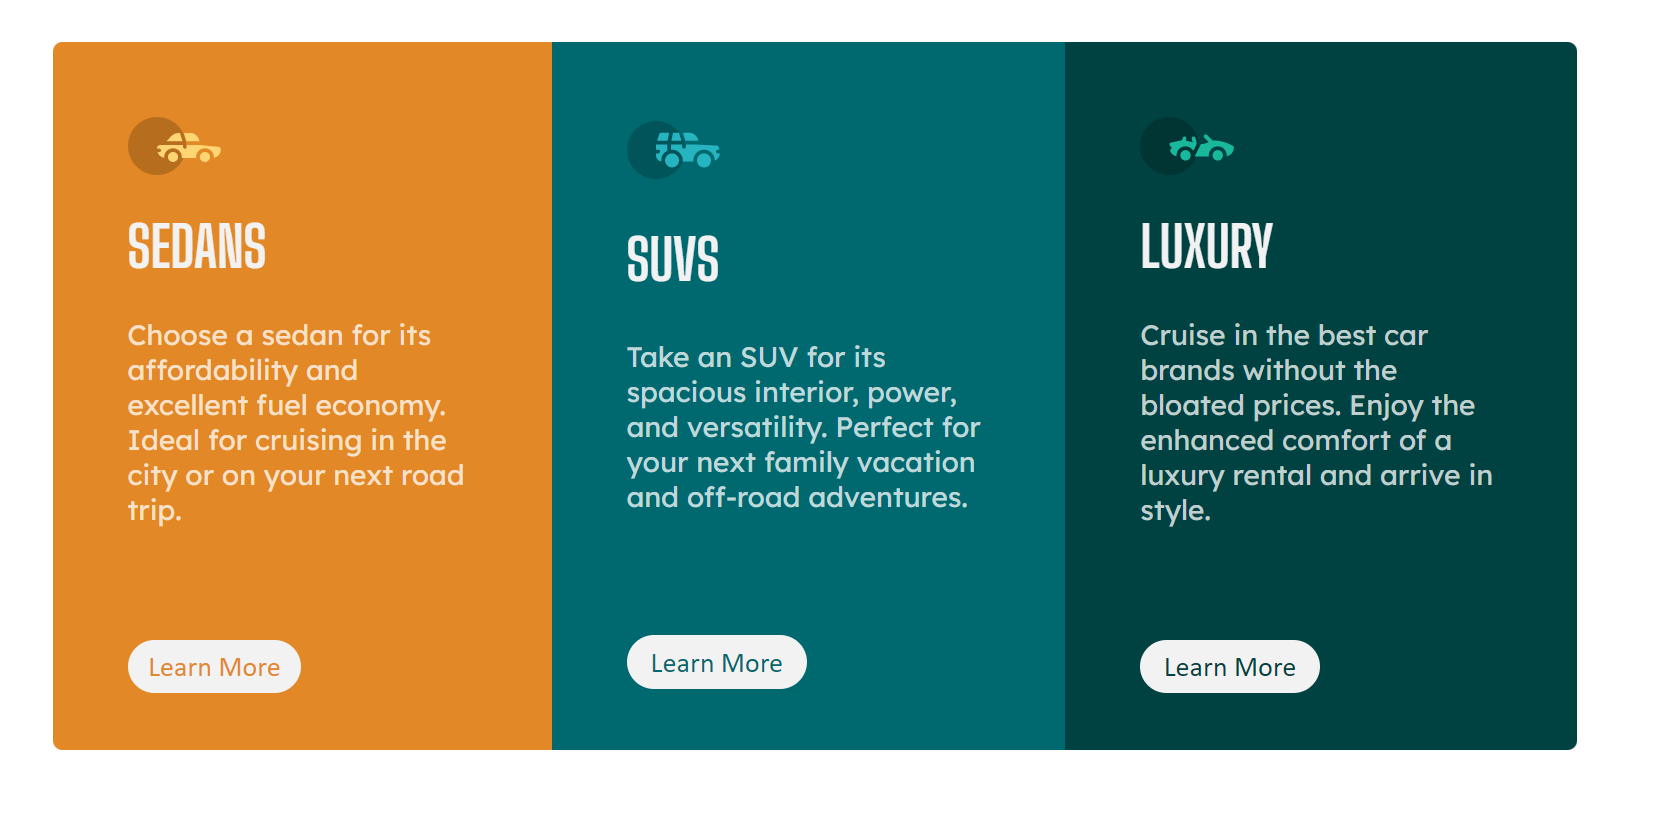 SEDANS
Choose a sedan for its
affordability and
excellent fuel economy.
Ideal for cruising in the
city or on your next road
trip.
Learn More
SUVS
Take an SUV for its
spacious interior, power,
and versatility. Perfect for
your next family vacation
and off-road adventures.
Learn More
LUXURY
Cruise in the best car
brands without the
bloated prices. Enjoy the
enhanced comfort of a
luxury rental and arrive in
style.
Learn More